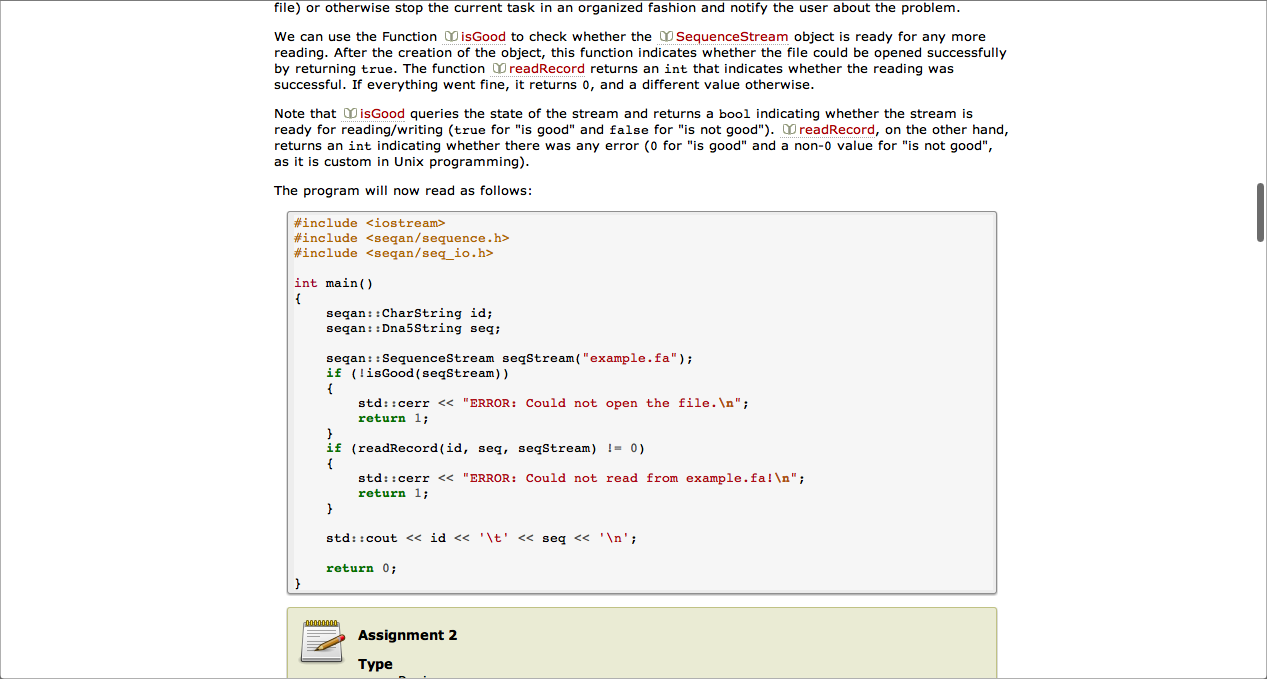 file) or otherwise stop the current task in an organized fashion and notify the user about the problem.
We can use the Function isGood to check whether the SequenceStream object is ready for any more
reading. After the creation of the object, this function indicates whether the file could be opened successfully
by returning true. The function readRecord returns an int that indicates whether the reading was
successful. If everything went fine, it returns 0, and a different value otherwise.
Note that isGood queries the state of the stream and returns a bool indicating whether the stream is
ready for reading/writing (true for "is good" and false for "is not good"). readRecord, on the other hand,
returns an int indicating whether there was any error (0 for "is good" and a non-0 value for "is not good",
as it is custom in Unix programming).
The program will now read as follows:
#include <iostream>
#include <seqan/sequence.h>
#include <seqan/seq_io.h>
int main()
{
    seqan::CharString id;
    seqan::Dna5String seq;
    seqan::SequenceStream seqStream("example.fa");
    if (!isGood(seqStream))
    {
        std::cerr << "ERROR: Could not open the file.\n";
        return 1;
    }
    if (readRecord(id, seq, seqStream) != 0)
    {
        std::cerr << "ERROR: Could not read from example.fa!\n";
        return 1;
    }
    std::cout << id << '\t' << seq << '\n';
    return 0;
}
Assignment 2
Type